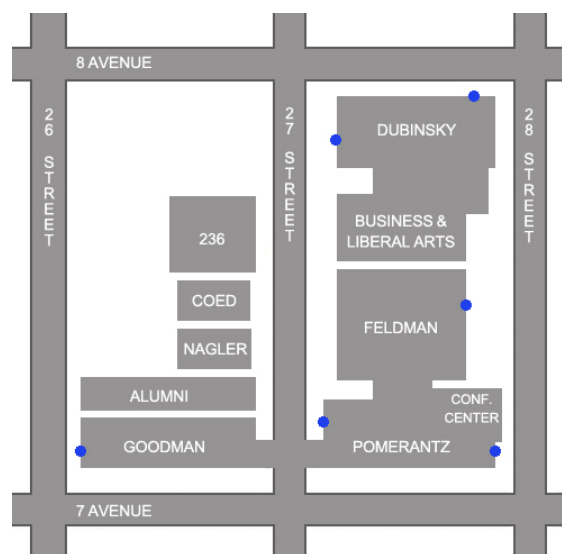 8 AVENUE
26 STREET
27 STREET
28 STREET
DUBINSKY
236
BUSINESS &
LIBERAL ARTS
COED
FELDMAN
NAGLER
ALUMNI
CONF.
CENTER
GOODMAN
POMERANTZ
7 AVENUE